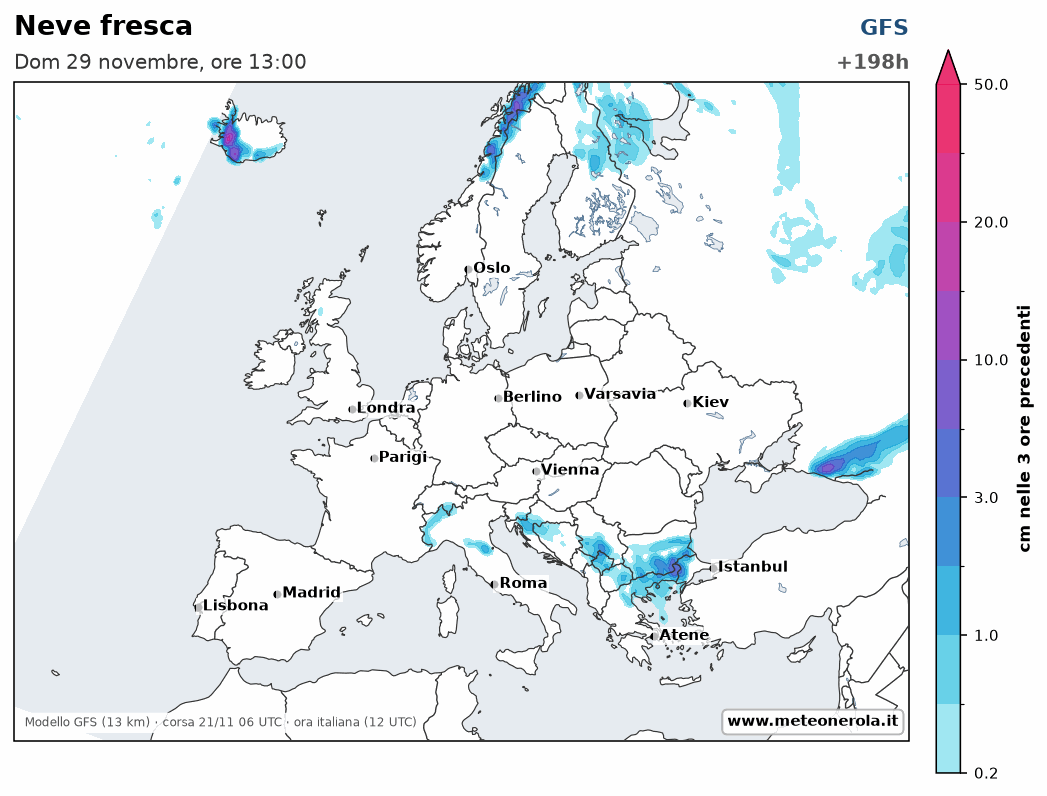 Neve fresca
GFS
Dom 29 novembre, ore 13:00
+198h
50.0
20.0
10.0
3.0
1.0
0.2
cm nelle 3 ore precedenti
Oslo
Berlino
Varsavia
Kiev
Londra
Parigi
Vienna
Istanbul
Roma
Madrid
Lisbona
Atene
Modello GFS (13 km) · corsa 21/11 06 UTC · ora italiana (12 UTC)
www.meteonerola.it